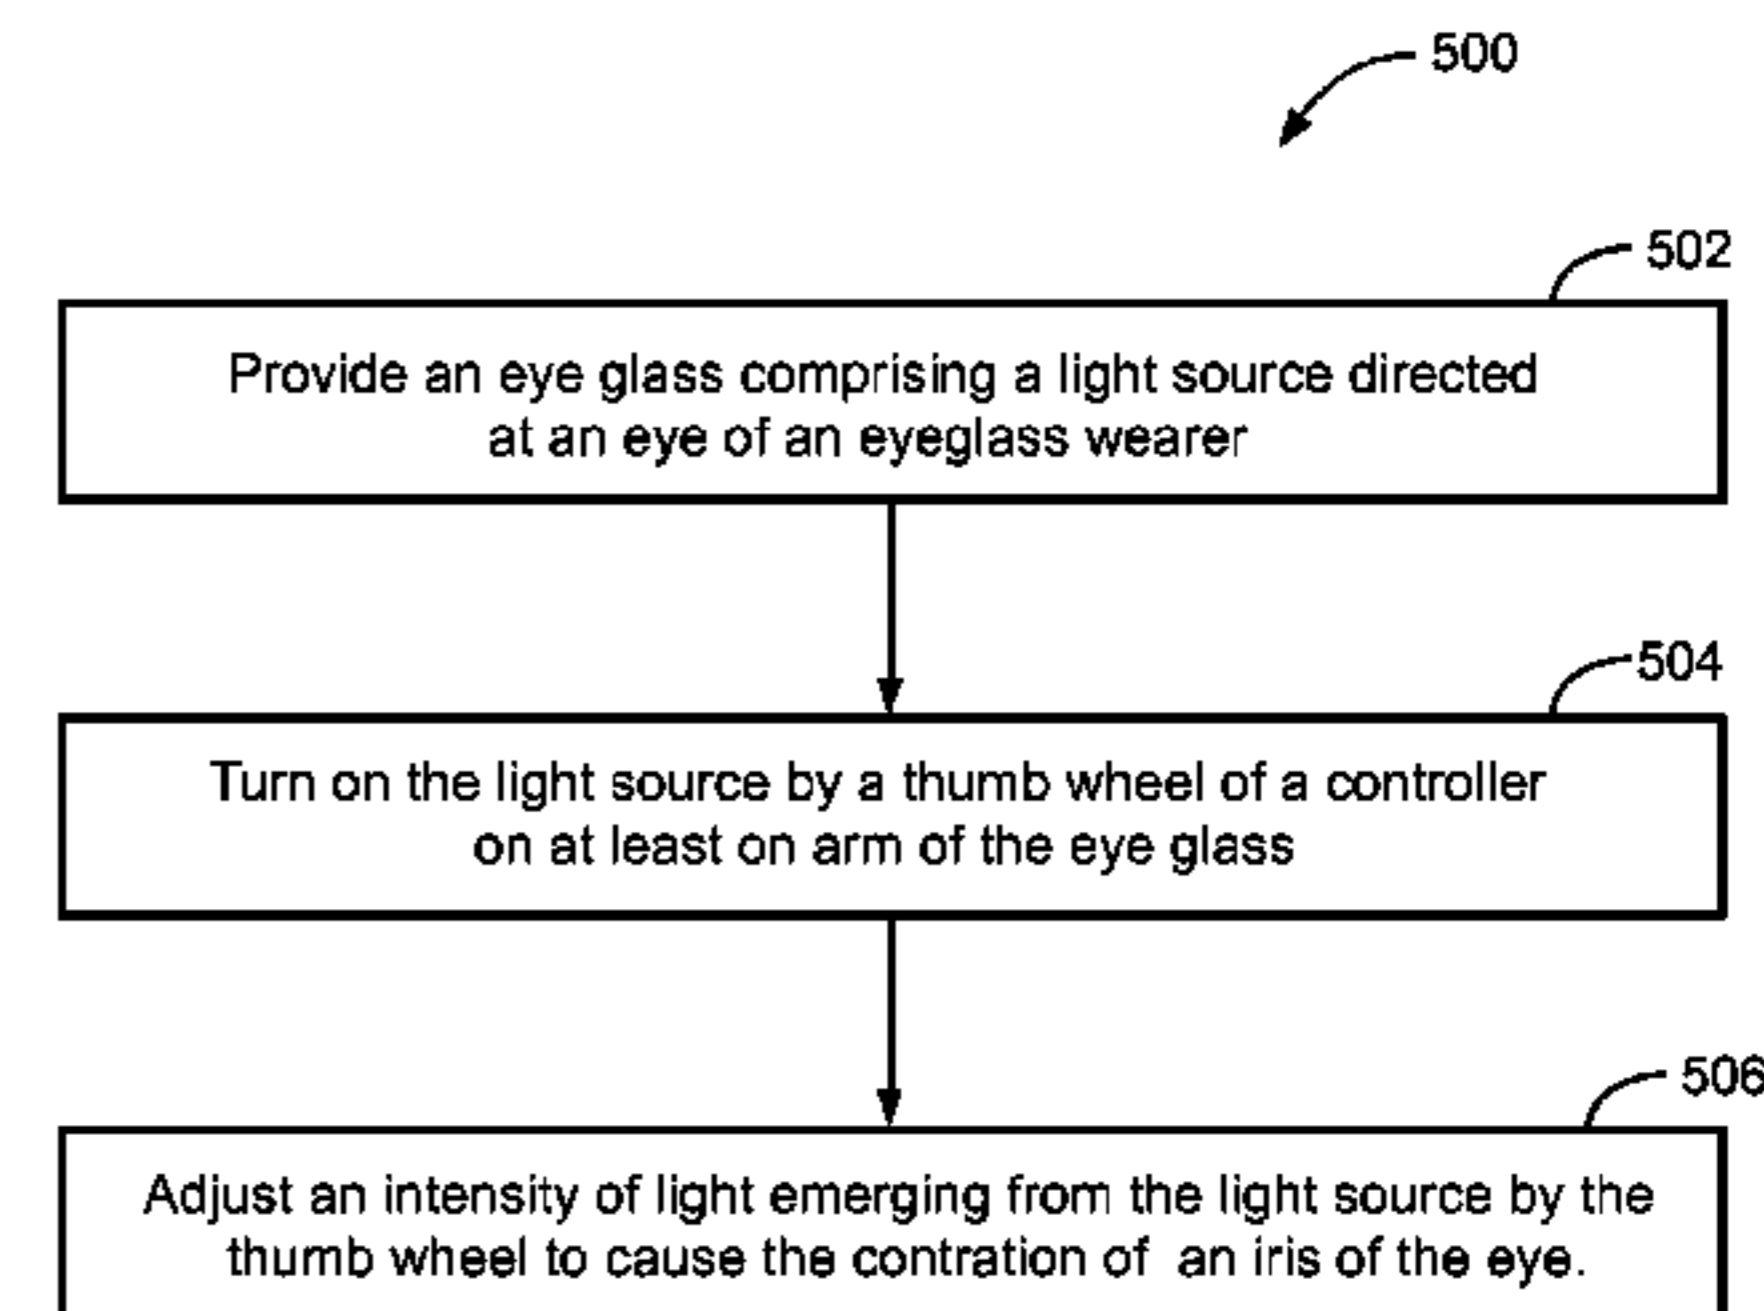 500
502
Provide an eye glass comprising a light source directed
at an eye of an eyeglass wearer
504
Turn on the light source by a thumb wheel of a controller
on at least on arm of the eye glass
506
Adjust an intensity of light emerging from the light source by the
thumb wheel to cause the contration of an iris of the eye.